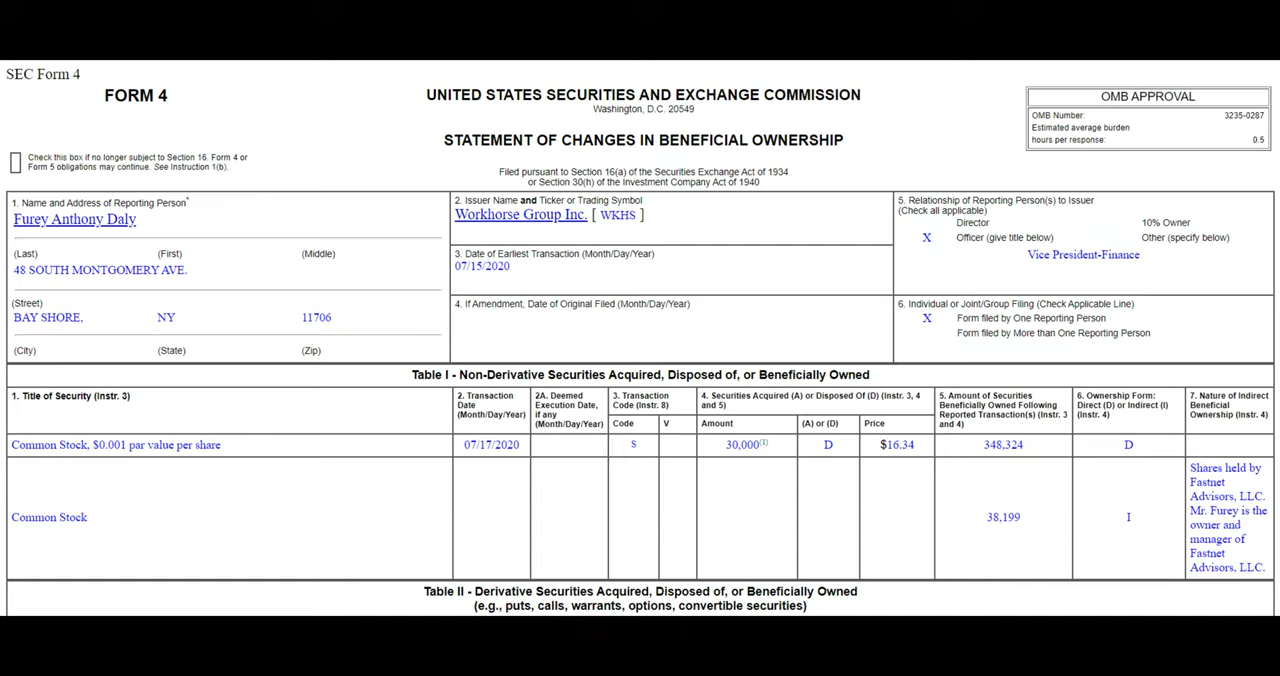 SEC Form 4
FORM 4
UNITED STATES SECURITIES AND EXCHANGE COMMISSION
Washington, D.C. 20549
STATEMENT OF CHANGES IN BENEFICIAL OWNERSHIP
Filed pursuant to Section 16(a) of the Securities Exchange Act of 1934
or Section 30(h) of the Investment Company Act of 1940
OMB APPROVAL
OMB Number: 3235-0287
Estimated average burden
hours per response: 0.5
Check this box if no longer subject to Section 16. Form 4 or
Form 5 obligations may continue. See Instruction 1(b).
1. Name and Address of Reporting Person*
Furey Anthony Daly
(Last) (First) (Middle)
48 SOUTH MONTGOMERY AVE.
(Street)
BAY SHORE, NY 11706
(City) (State) (Zip)
2. Issuer Name and Ticker or Trading Symbol
Workhorse Group Inc. [ WKHS ]
3. Date of Earliest Transaction (Month/Day/Year)
07/15/2020
4. If Amendment, Date of Original Filed (Month/Day/Year)
5. Relationship of Reporting Person(s) to Issuer
(Check all applicable)
Director 10% Owner
X Officer (give title below) Other (specify below)
Vice President-Finance
6. Individual or Joint/Group Filing (Check Applicable Line)
X Form filed by One Reporting Person
Form filed by More than One Reporting Person
Table I - Non-Derivative Securities Acquired, Disposed of, or Beneficially Owned
1. Title of Security (Instr. 3)
2. Transaction
Date
(Month/Day/Year)
2A. Deemed
Execution Date,
if any
(Month/Day/Year)
3. Transaction
Code (Instr. 8)
4. Securities Acquired (A) or Disposed Of (D) (Instr. 3, 4
and 5)
5. Amount of Securities
Beneficially Owned Following
Reported Transaction(s) (Instr. 3
and 4)
6. Ownership Form:
Direct (D) or Indirect (I)
(Instr. 4)
7. Nature of Indirect
Beneficial
Ownership (Instr. 4)
Code V Amount (A) or (D) Price
Common Stock, $0.001 par value per share 07/17/2020 S 30,000(1) D $16.34 348,324 D
Common Stock 38,199 I
Shares held by
Fastnet
Advisors, LLC.
Mr. Furey is the
owner and
manager of
Fastnet
Advisors, LLC.
Table II - Derivative Securities Acquired, Disposed of, or Beneficially Owned
(e.g., puts, calls, warrants, options, convertible securities)